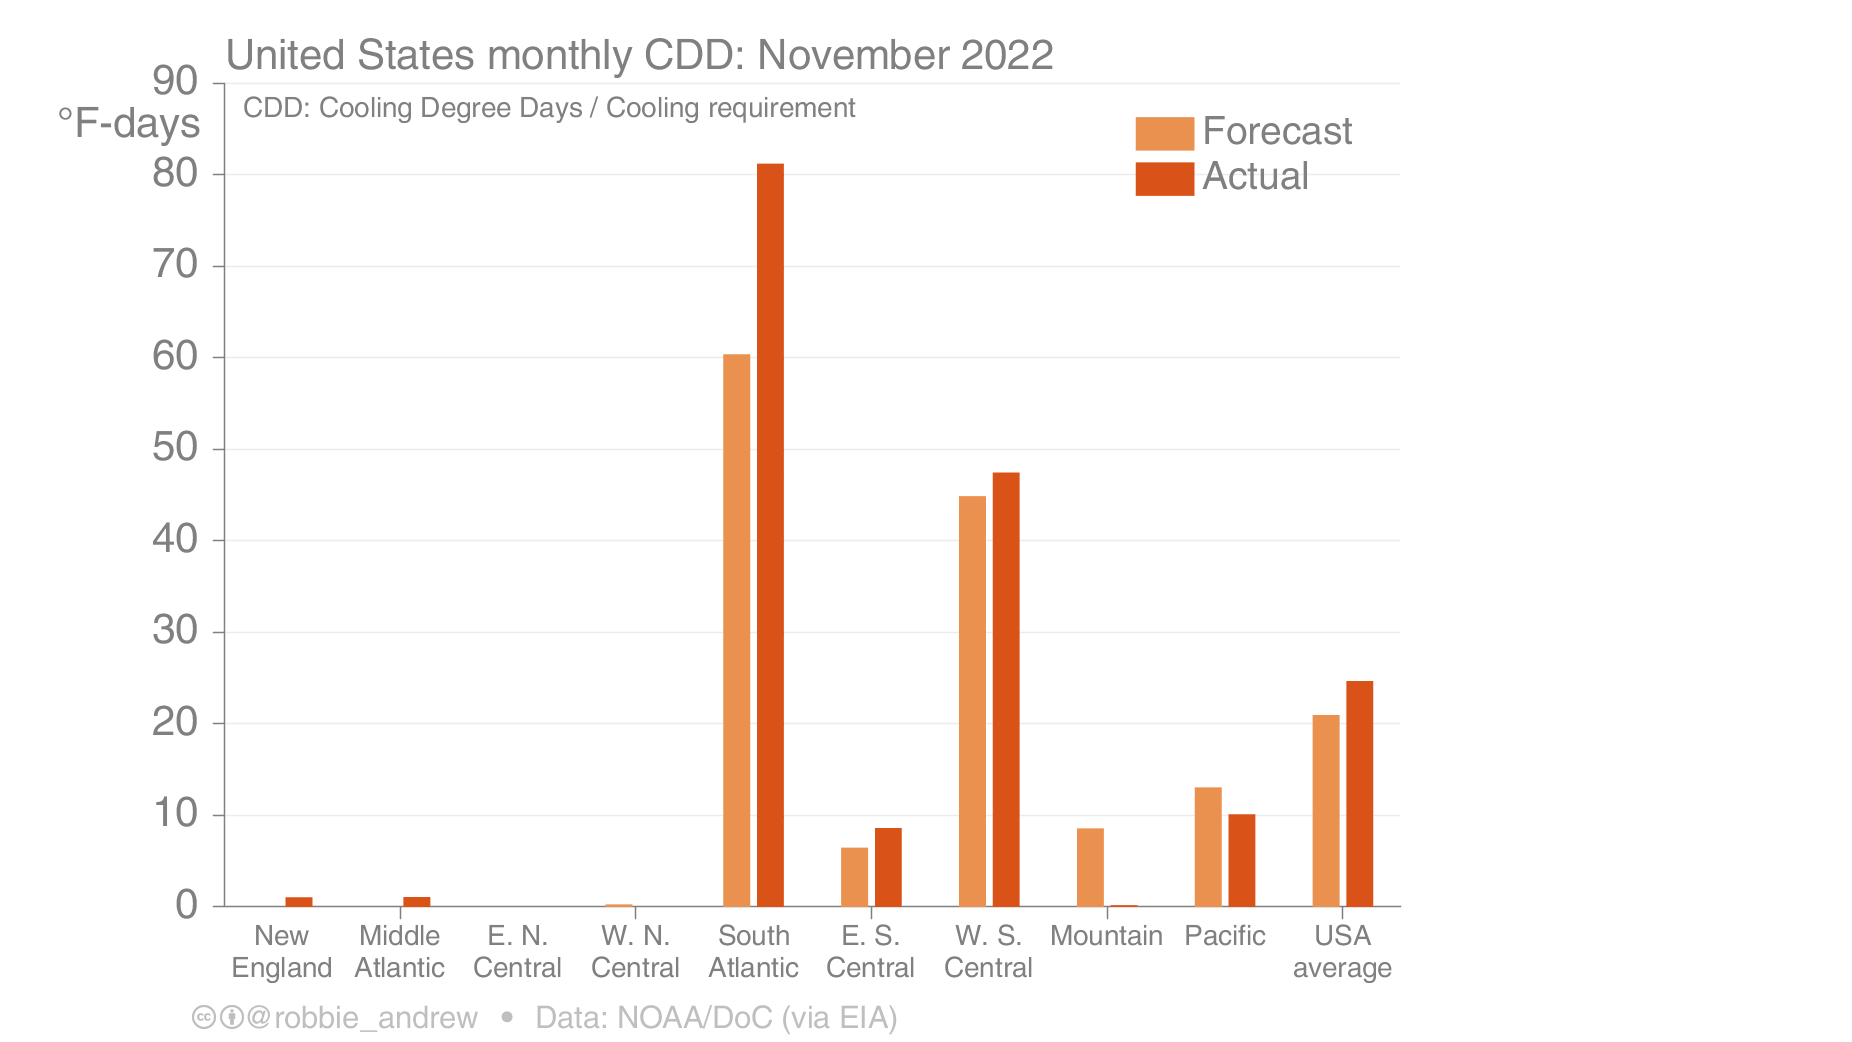 United States monthly CDD: November 2022
90
°F-days
CDD: Cooling Degree Days / Cooling requirement
Forecast
Actual
80
70
60
50
40
30
20
10
0
New England
Middle Atlantic
E. N. Central
W. N. Central
South Atlantic
E. S. Central
W. S. Central
Mountain
Pacific
USA average
@robbie_andrew • Data: NOAA/DoC (via EIA)